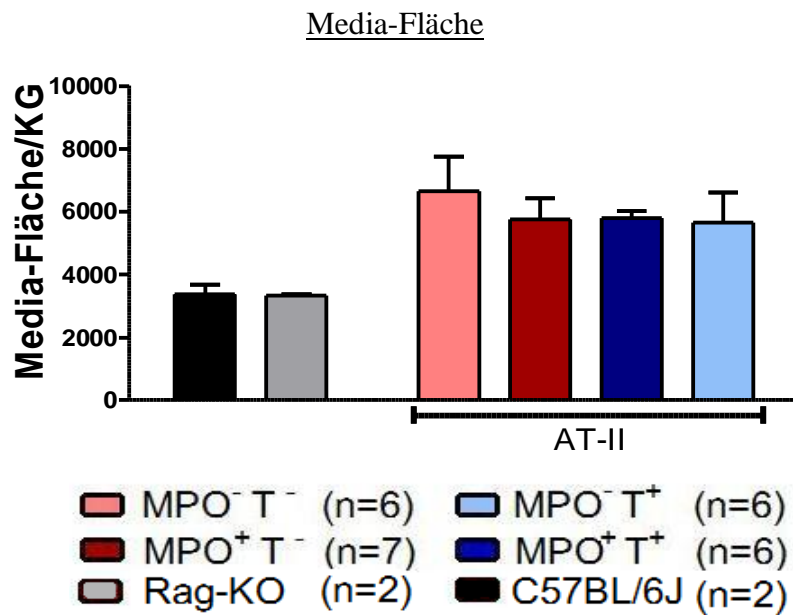 Media-Fläche
Media-Fläche/KG
10000
8000
6000
4000
2000
0
AT-II
MPO⁻ T⁻ (n=6)
MPO⁻ T⁺ (n=6)
MPO⁺ T⁻ (n=7)
MPO⁺ T⁺ (n=6)
Rag-KO (n=2)
C57BL/6J (n=2)